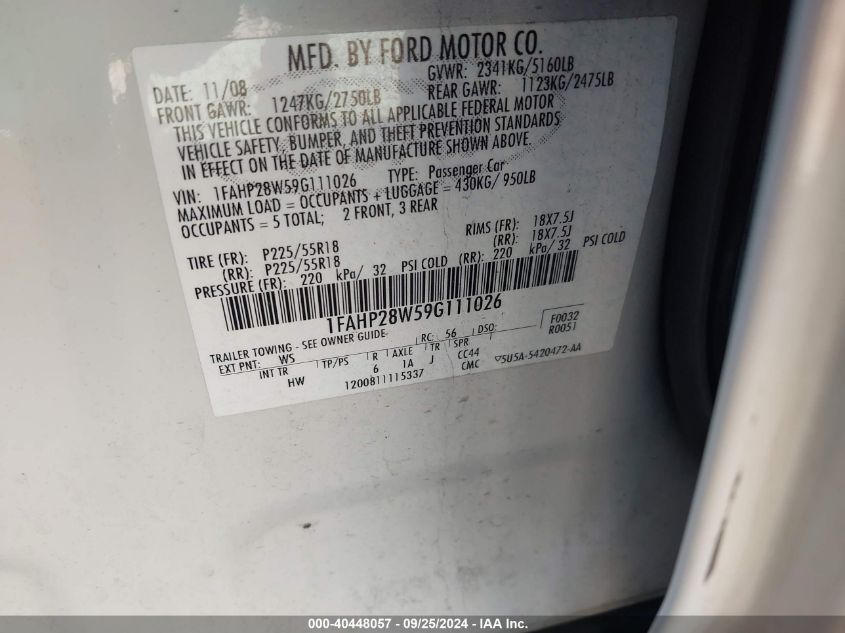 MFD. BY FORD MOTOR CO.
DATE: 11/08 GVWR: 2341KG/5160LB
FRONT GAWR: 1247KG/2750LB REAR GAWR: 1123KG/2475LB
THIS VEHICLE CONFORMS TO ALL APPLICABLE FEDERAL MOTOR
VEHICLE SAFETY, BUMPER, AND THEFT PREVENTION STANDARDS
IN EFFECT ON THE DATE OF MANUFACTURE SHOWN ABOVE.
VIN: 1FAHP28W59G111026 TYPE: Passenger Car
MAXIMUM LOAD = OCCUPANTS + LUGGAGE = 430KG/ 950LB
OCCUPANTS = 5 TOTAL; 2 FRONT, 3 REAR
TIRE (FR): P225/55R18 RIMS (FR): 18X7.5J
(RR): P225/55R18 (RR): 18X7.5J
PRESSURE (FR): 220 kPa/ 32 PSI COLD (RR): 220 kPa/ 32 PSI COLD
1FAHP28W59G111026
TRAILER TOWING - SEE OWNER GUIDE F0032
EXT PNT: WS RC: 56 DSO: R0051
INT TR TP/PS R AXLE TR SPR
HW 6 1A J CC44 ▽5U5A-5420472-AA
1200811115337 CMC
000-40448057 - 09/25/2024 - IAA Inc.